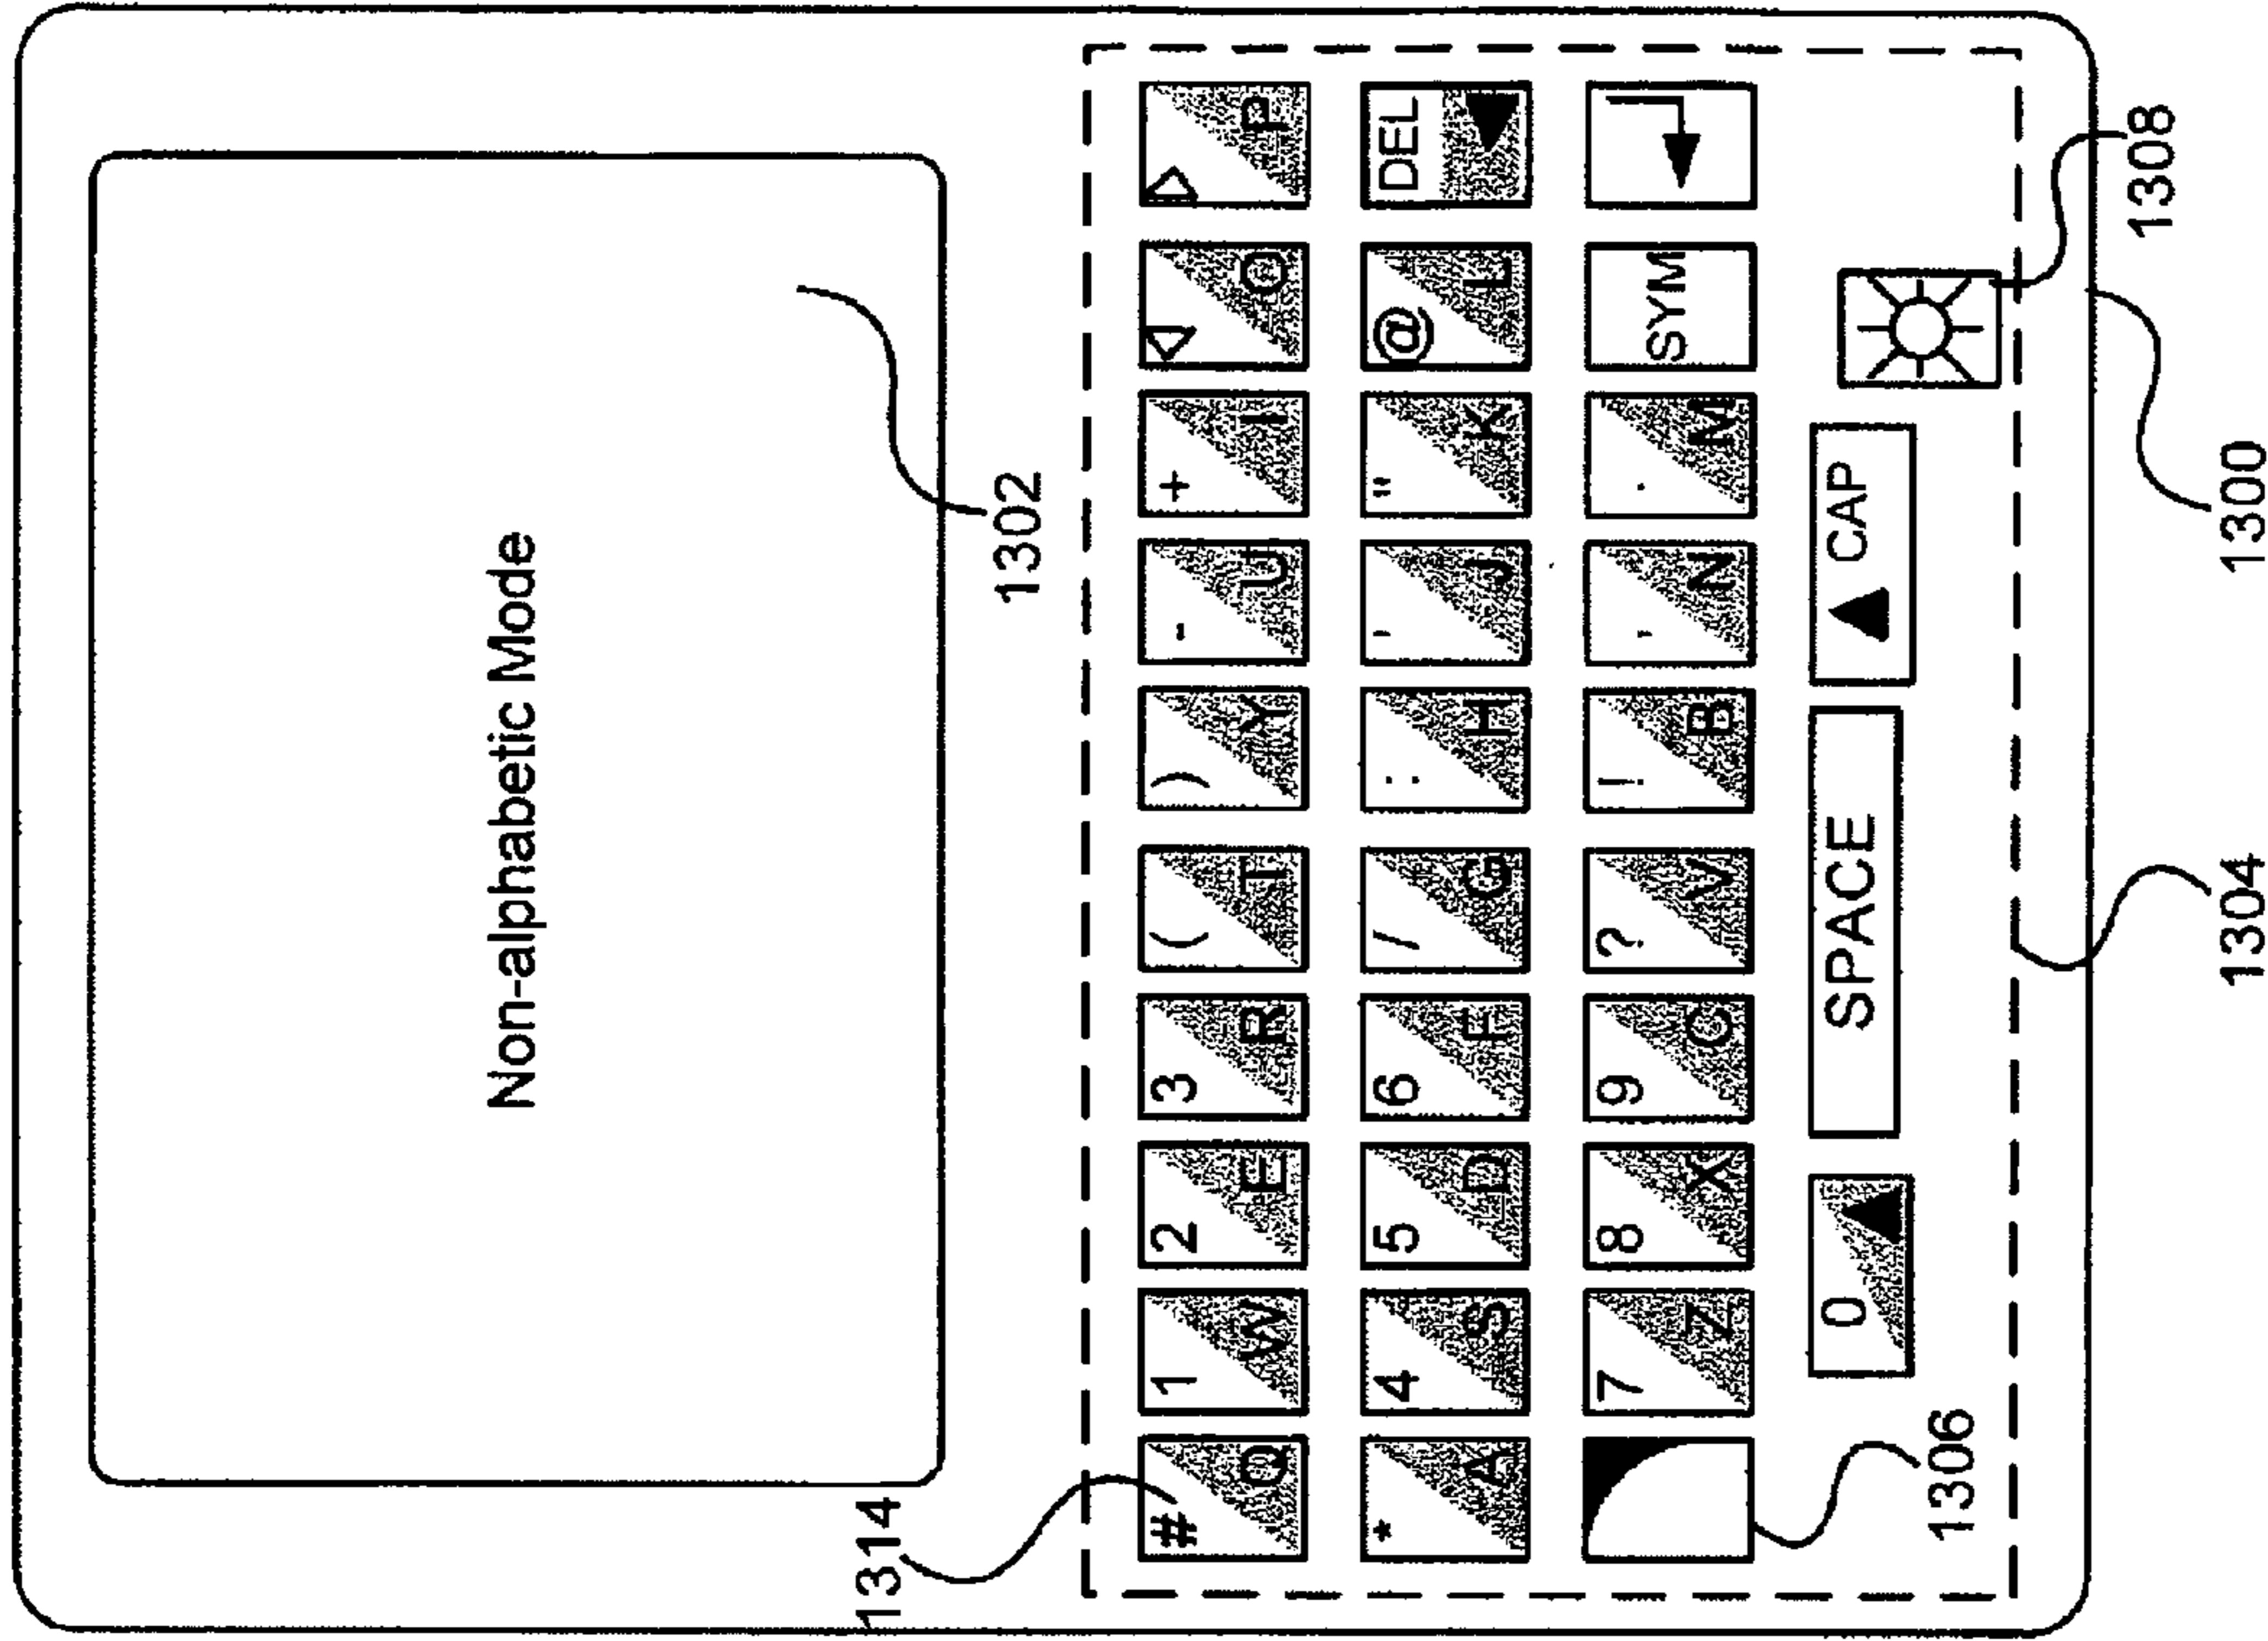 Non-alphabetic Mode
1302
1314
# Q 1 W 2 E 3 R ( T ) Y - U + I O P
* A 4 S 5 D 6 F / G : H ' J " K @ L DEL
7 Z 8 X 9 C ? V ! B , N . M SYM
0 SPACE CAP
1306
1308
1304
1300